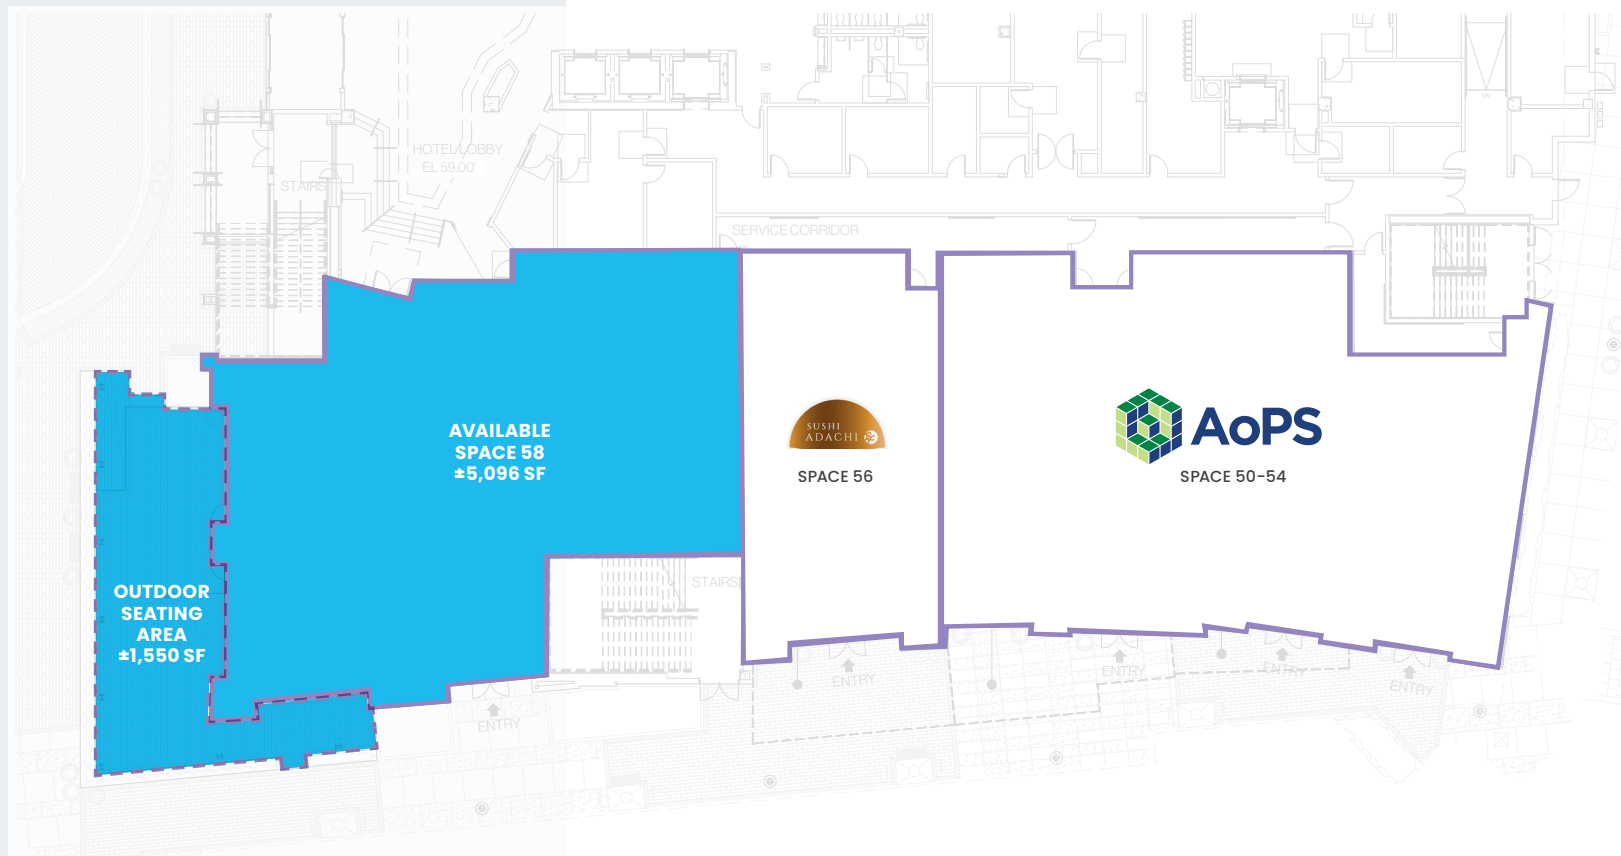 HOTEL LOBBY
EL 59.00'
STAIRS
SERVICE CORRIDOR
DN
AVAILABLE
SPACE 58
±5,096 SF
SUSHI
ADACHI
SPACE 56
AoPS
SPACE 50-54
OUTDOOR
SEATING
AREA
±1,550 SF
STAIRS
ENTRY
ENTRY
ENTRY
ENTRY
ENTRY